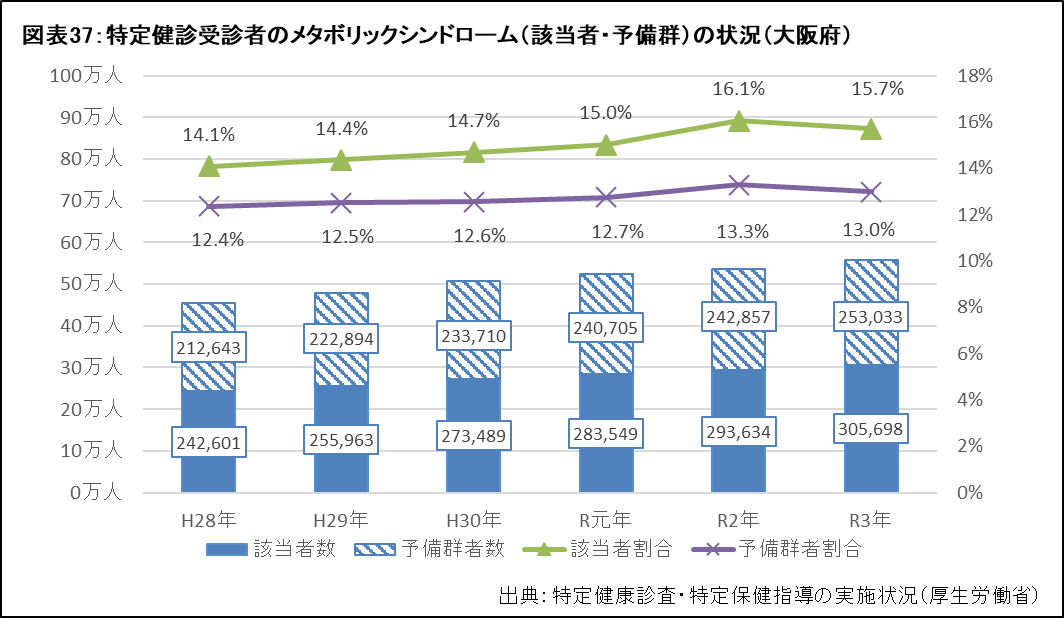 図表37：特定健診受診者のメタボリックシンドローム（該当者・予備群）の状況（大阪府）
100万人
90万人
80万人
70万人
60万人
50万人
40万人
30万人
20万人
10万人
0万人
18%
16%
14%
12%
10%
8%
6%
4%
2%
0%
14.1%
14.4%
14.7%
15.0%
16.1%
15.7%
12.4%
12.5%
12.6%
12.7%
13.3%
13.0%
212,643
222,894
233,710
240,705
242,857
253,033
242,601
255,963
273,489
283,549
293,634
305,698
H28年
H29年
H30年
R元年
R2年
R3年
該当者数
予備群者数
該当者割合
予備群者割合
出典：特定健康診査・特定保健指導の実施状況（厚生労働省）